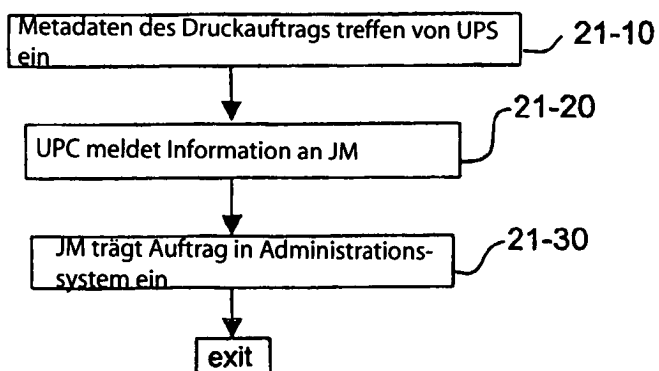 Metadaten des Druckauftrags treffen von UPS
ein
21-10
21-20
UPC meldet Information an JM
21-30
JM trägt Auftrag in Administrations-
system ein
exit